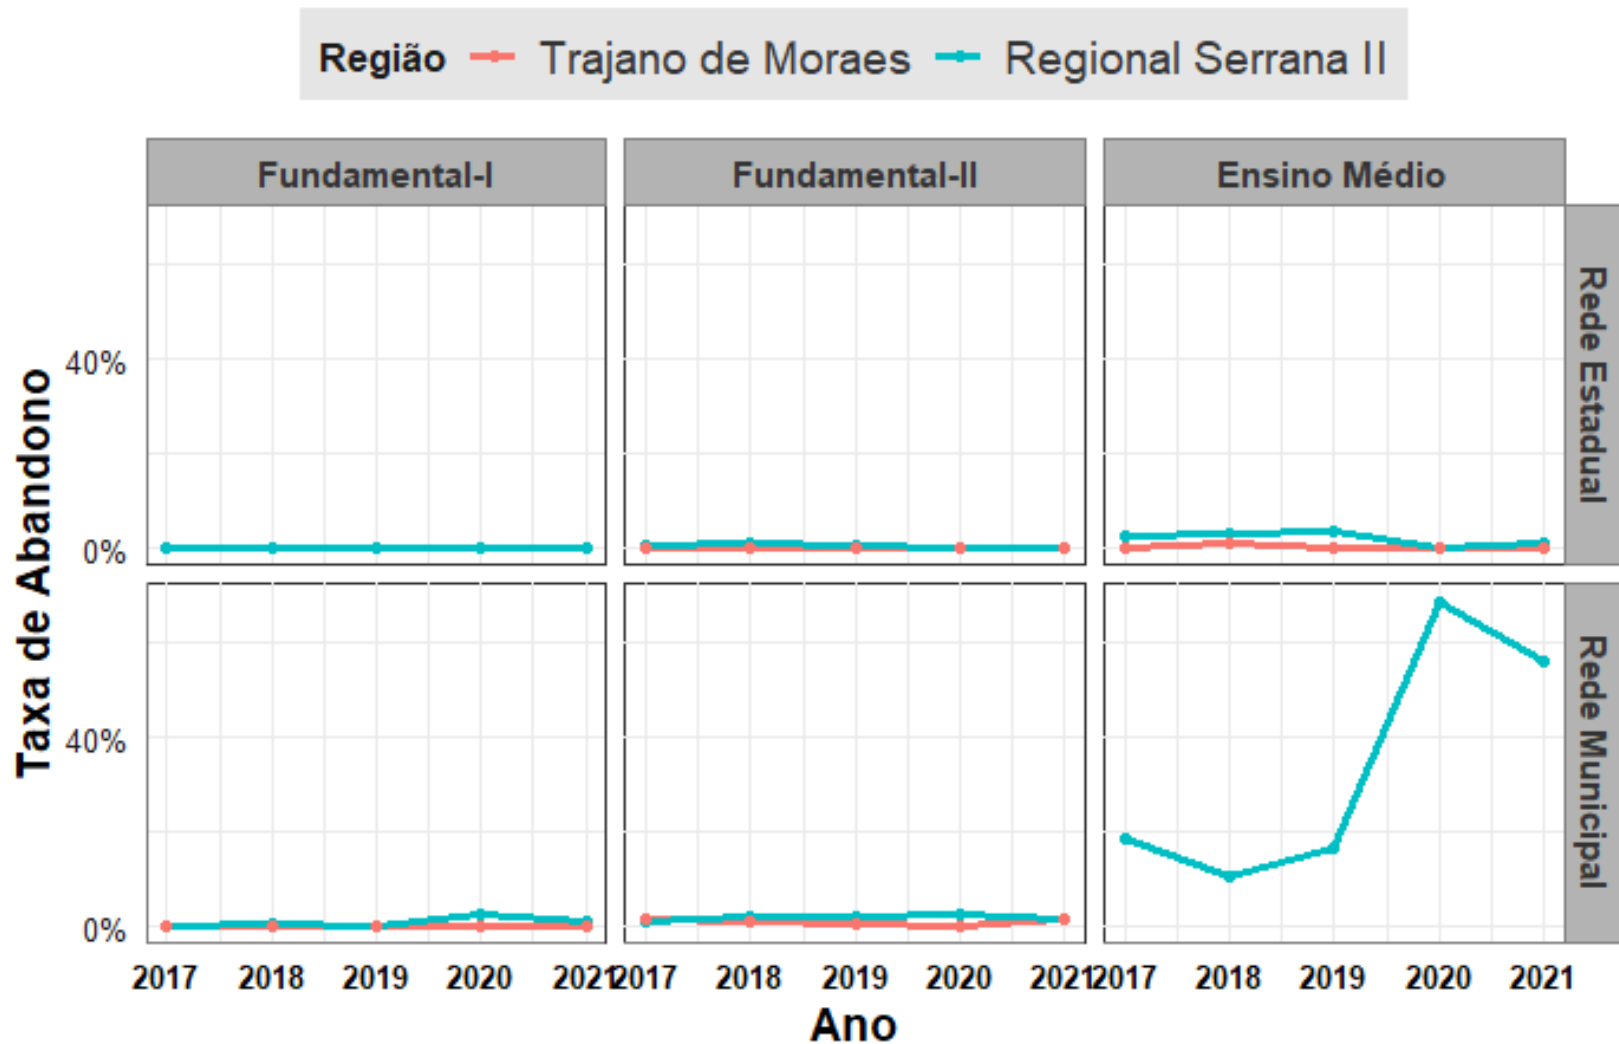 Região Trajano de Moraes Regional Serrana II
Fundamental-I Fundamental-II Ensino Médio
Rede Estadual
40%
0%
Taxa de Abandono
Rede Municipal
40%
0%
2017 2018 2019 2020 2021 2017 2018 2019 2020 2021 2017 2018 2019 2020 2021
Ano